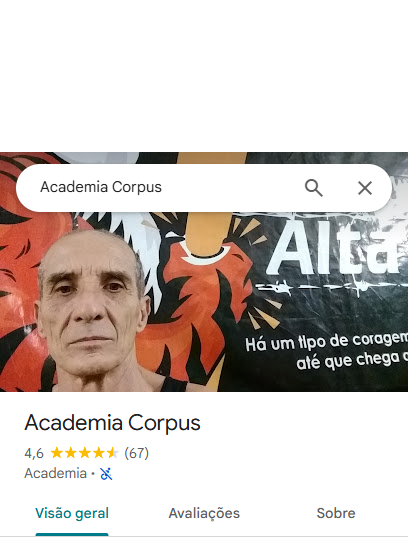 Academia Corpus
Alta
Há um tipo de coragem
até que chega
Academia Corpus
4,6 (67)
Academia ·
Visão geral Avaliações Sobre